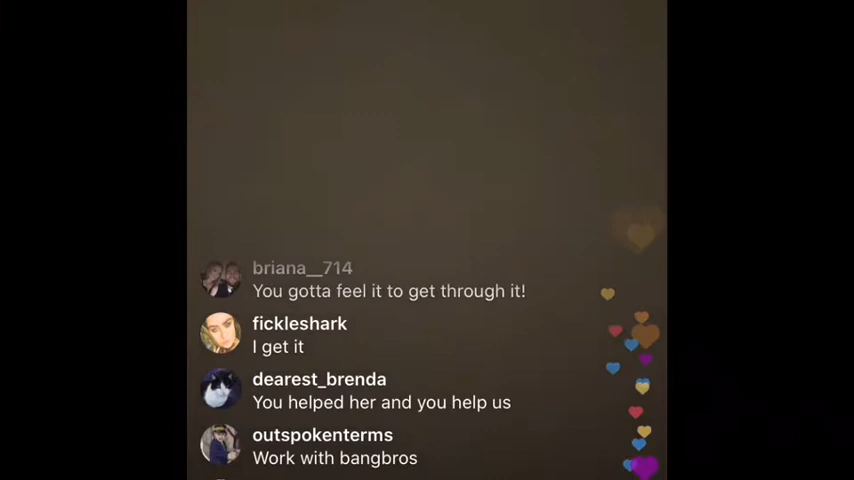 briana__714
You gotta feel it to get through it!
fickleshark
I get it
dearest_brenda
You helped her and you help us
outspokenterms
Work with bangbros